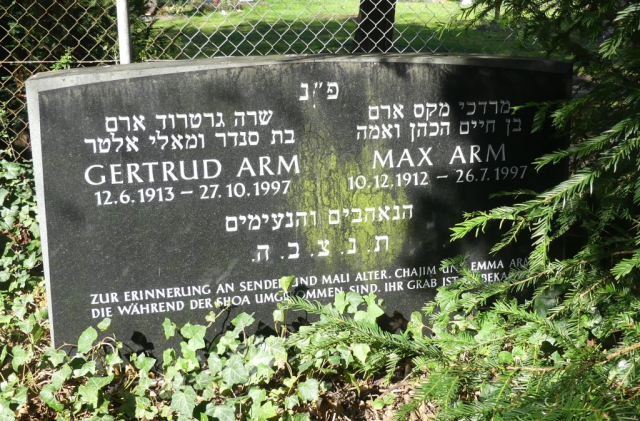 פ״נ
מרדכי מקס ארם
בן חיים הכהן ואמה
MAX ARM
10.12.1912 – 26.7.1997
שרה גרטרוד ארם
בת סנדר ומאלי אלטר
GERTRUD ARM
12.6.1913 – 27.10.1997
הנאהבים והנעימים
ת. נ. צ. ב. ה.
ZUR ERINNERUNG AN SENDER UND MALI ALTER, CHAJIM UND EMMA ARM
DIE WÄHREND DER SHOA UMGEKOMMEN SIND. IHR GRAB IST